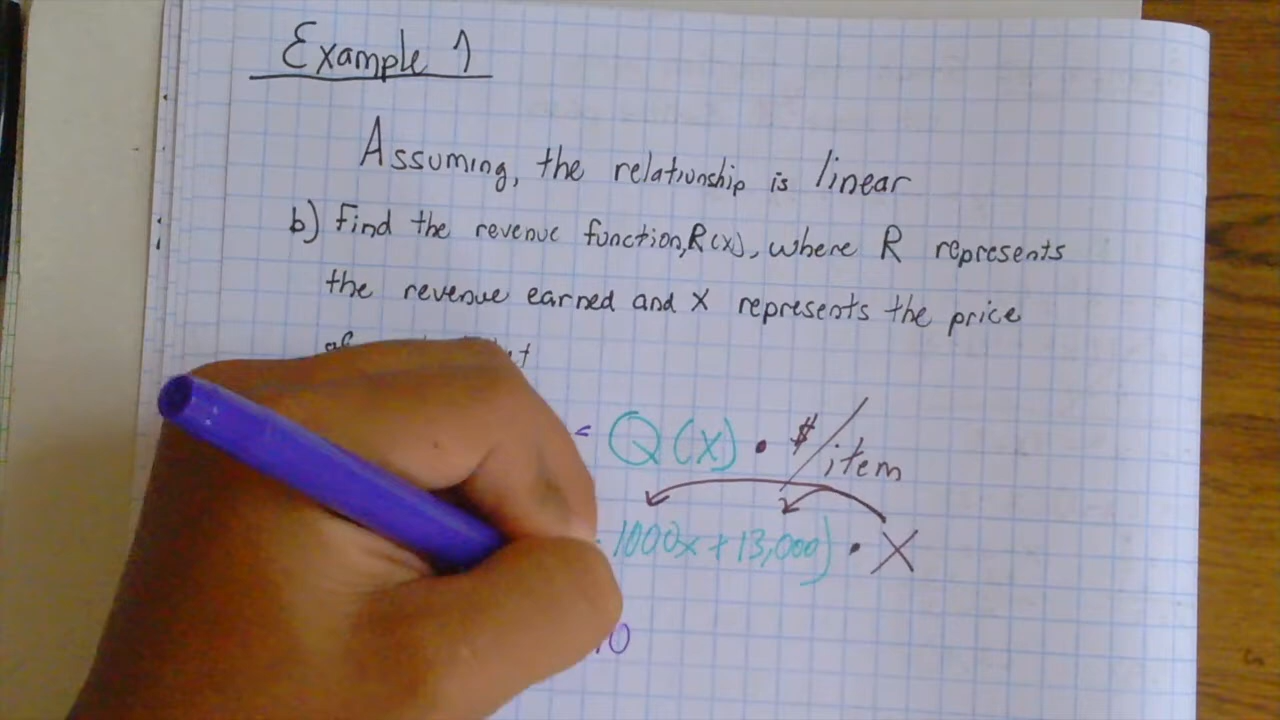 Example 1
Assuming, the relationship is linear
b) Find the revenue function, R(x), where R represents
the revenue earned and x represents the price
Q(x) • $/item
1000x + 13,000) • X